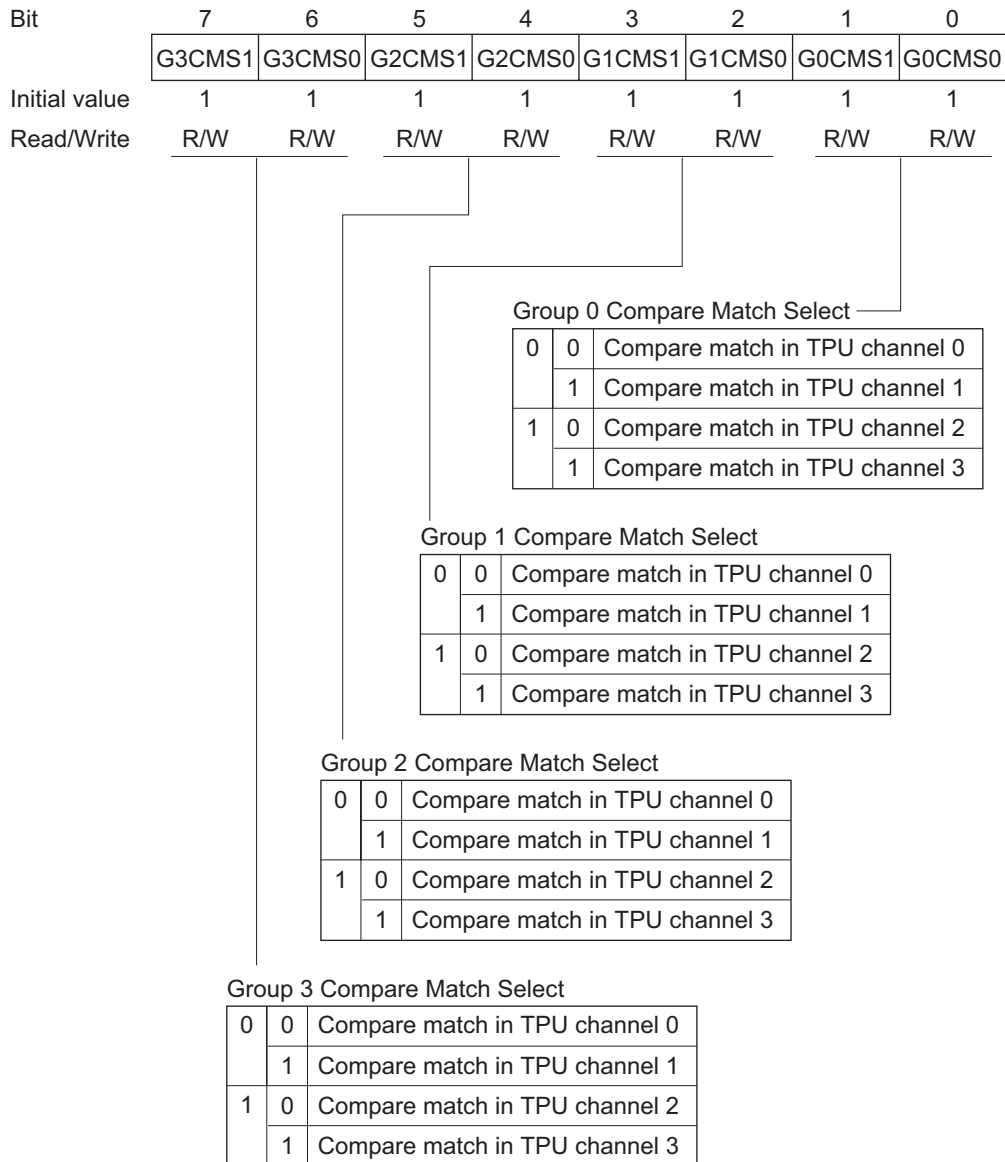 Bit 7 6 5 4 3 2 1 0
G3CMS1 G3CMS0 G2CMS1 G2CMS0 G1CMS1 G1CMS0 G0CMS1 G0CMS0
Initial value 1 1 1 1 1 1 1 1
Read/Write R/W R/W R/W R/W R/W R/W R/W R/W
Group 0 Compare Match Select
0 0 Compare match in TPU channel 0
1 Compare match in TPU channel 1
1 0 Compare match in TPU channel 2
1 Compare match in TPU channel 3
Group 1 Compare Match Select
0 0 Compare match in TPU channel 0
1 Compare match in TPU channel 1
1 0 Compare match in TPU channel 2
1 Compare match in TPU channel 3
Group 2 Compare Match Select
0 0 Compare match in TPU channel 0
1 Compare match in TPU channel 1
1 0 Compare match in TPU channel 2
1 Compare match in TPU channel 3
Group 3 Compare Match Select
0 0 Compare match in TPU channel 0
1 Compare match in TPU channel 1
1 0 Compare match in TPU channel 2
1 Compare match in TPU channel 3